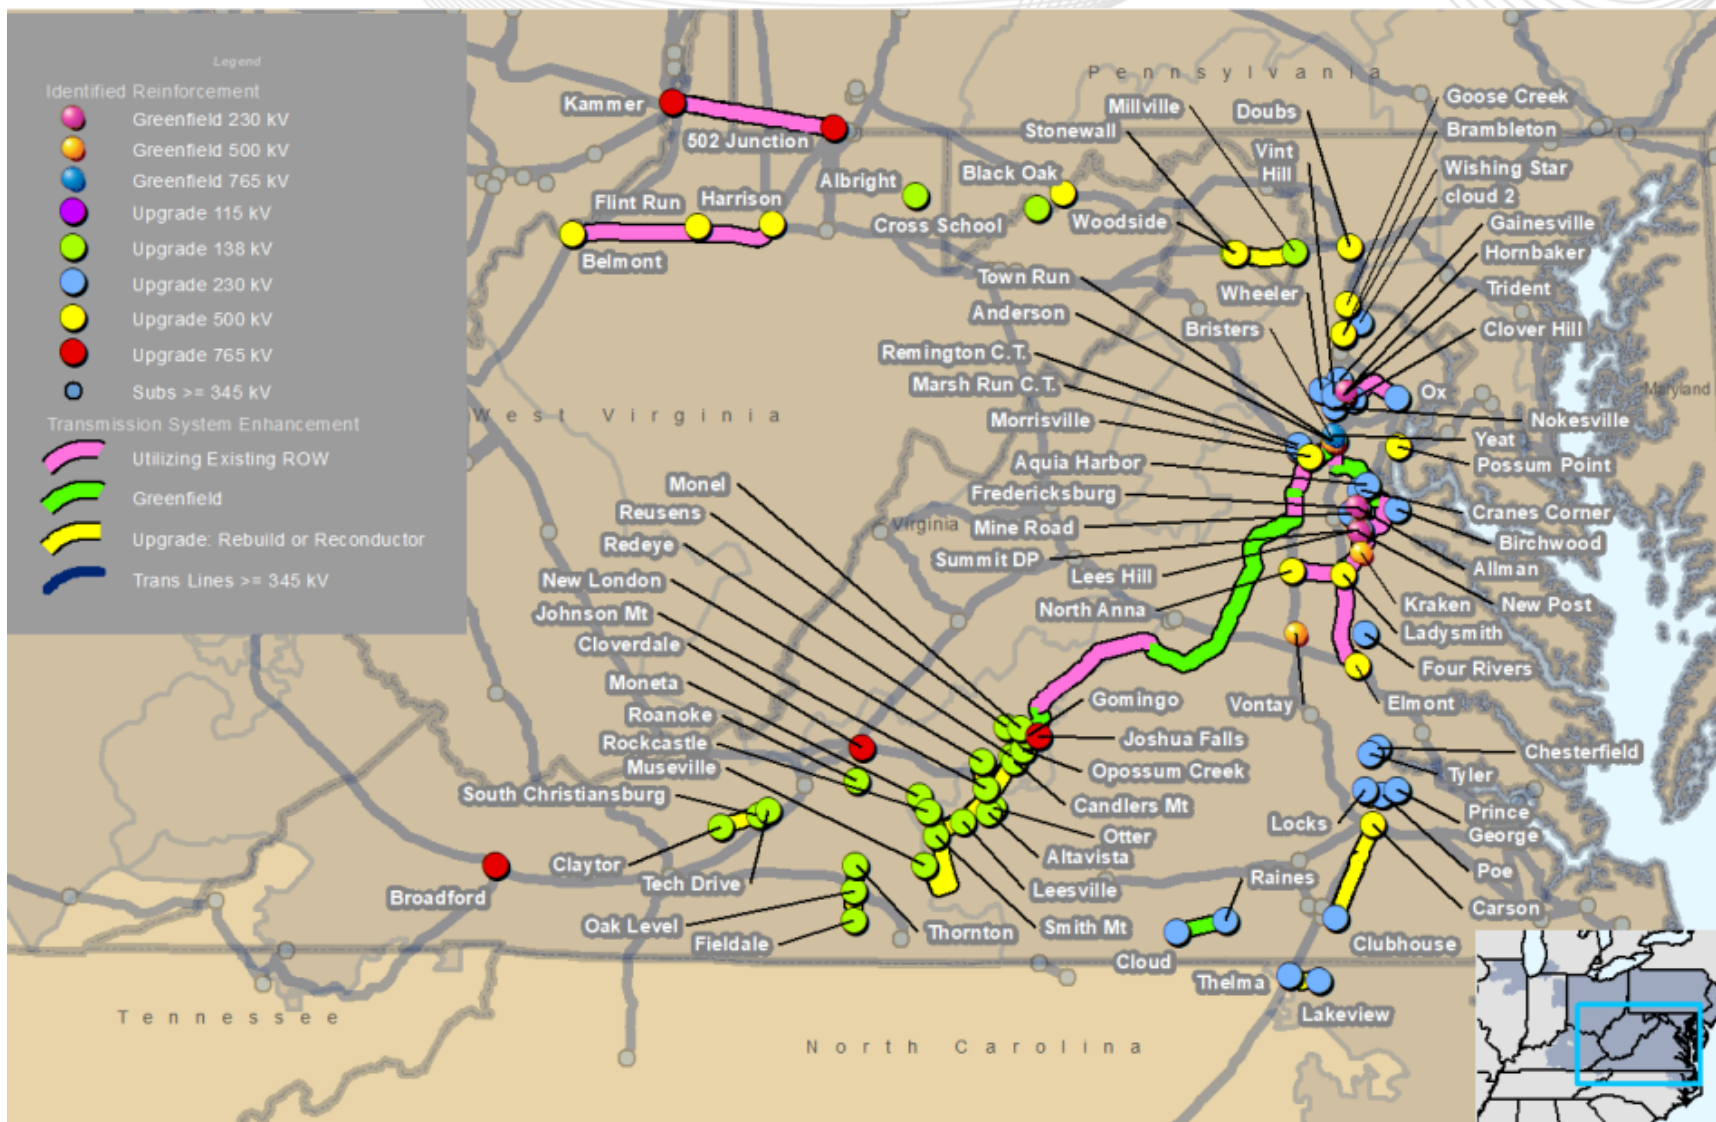 Legend
Identified Reinforcement
Greenfield 230 kV
Greenfield 500 kV
Greenfield 765 kV
Upgrade 115 kV
Upgrade 138 kV
Upgrade 230 kV
Upgrade 500 kV
Upgrade 765 kV
Subs >= 345 kV
Transmission System Enhancement
Utilizing Existing ROW
Greenfield
Upgrade: Rebuild or Reconductor
Trans Lines >= 345 kV
Pennsylvania
Kammer
502 Junction
Millville
Doubs
Goose Creek
Stonewall
Brambleton
Vint
Hill
Wishing Star
Albright
Black Oak
cloud 2
Flint Run
Harrison
Cross School
Woodside
Gainesville
Belmont
Hornbaker
Town Run
Wheeler
Trident
Anderson
Bristers
Clover Hill
Remington C.T.
Marsh Run C.T.
Ox
Maryland
West Virginia
Morrisville
Nokesville
Yeat
Aquia Harbor
Possum Point
Monel
Fredericksburg
Reusens
Virginia
Mine Road
Cranes Corner
Redeye
Summit DP
Birchwood
New London
Lees Hill
Allman
Johnson Mt
North Anna
Kraken
New Post
Cloverdale
Ladysmith
Moneta
Four Rivers
Roanoke
Gomingo
Vontay
Elmont
Rockcastle
Joshua Falls
Chesterfield
Museville
Opossum Creek
Tyler
South Christiansburg
Candlers Mt
Prince
George
Locks
Otter
Claytor
Altavista
Poe
Tech Drive
Broadford
Leesville
Raines
Carson
Oak Level
Thornton
Smith Mt
Fieldale
Clubhouse
Cloud
Thelma
Lakeview
Tennessee
North Carolina